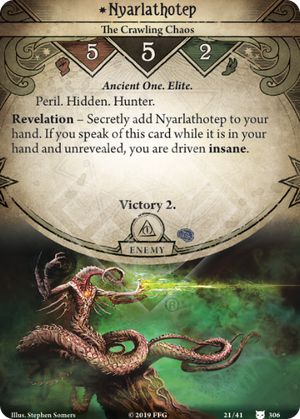 *Nyarlathotep
The Crawling Chaos
5 5 2
Ancient One. Elite.
Peril. Hidden. Hunter.
Revelation – Secretly add Nyarlathotep to your
hand. If you speak of this card while it is in your
hand and unrevealed, you are driven insane.
Victory 2.
ENEMY
Illus. Stephen Somers © 2019 FFG 21/41 306